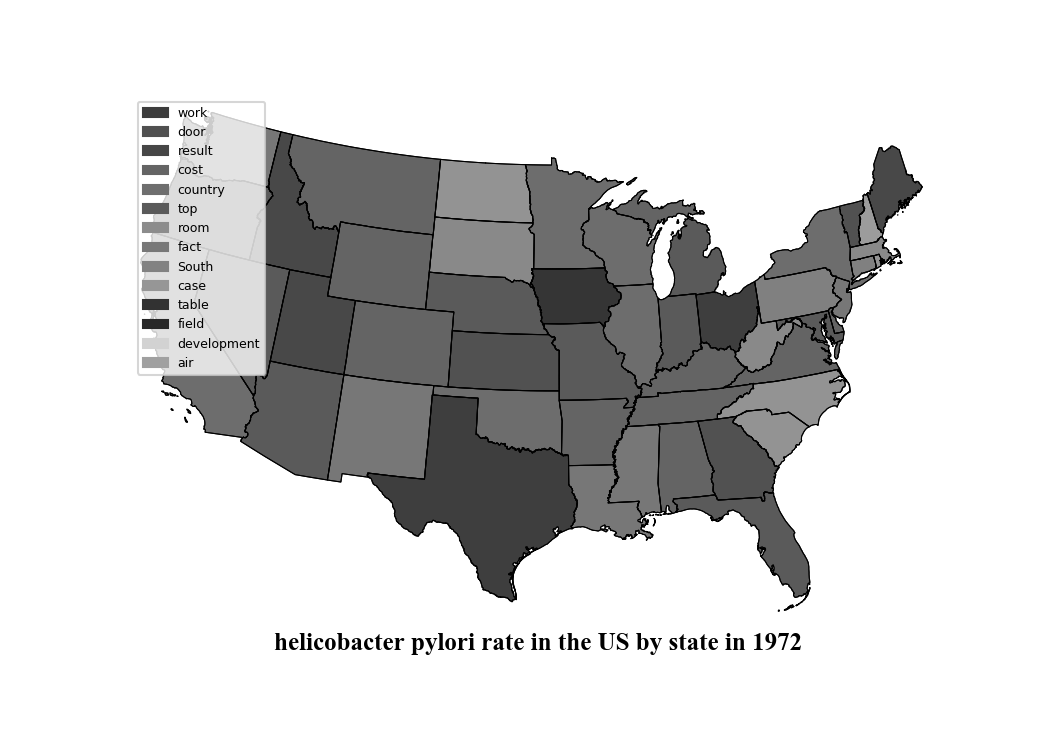 work
door
result
cost
country
top
room
fact
South
case
table
field
development
air
helicobacter pylori rate in the US by state in 1972